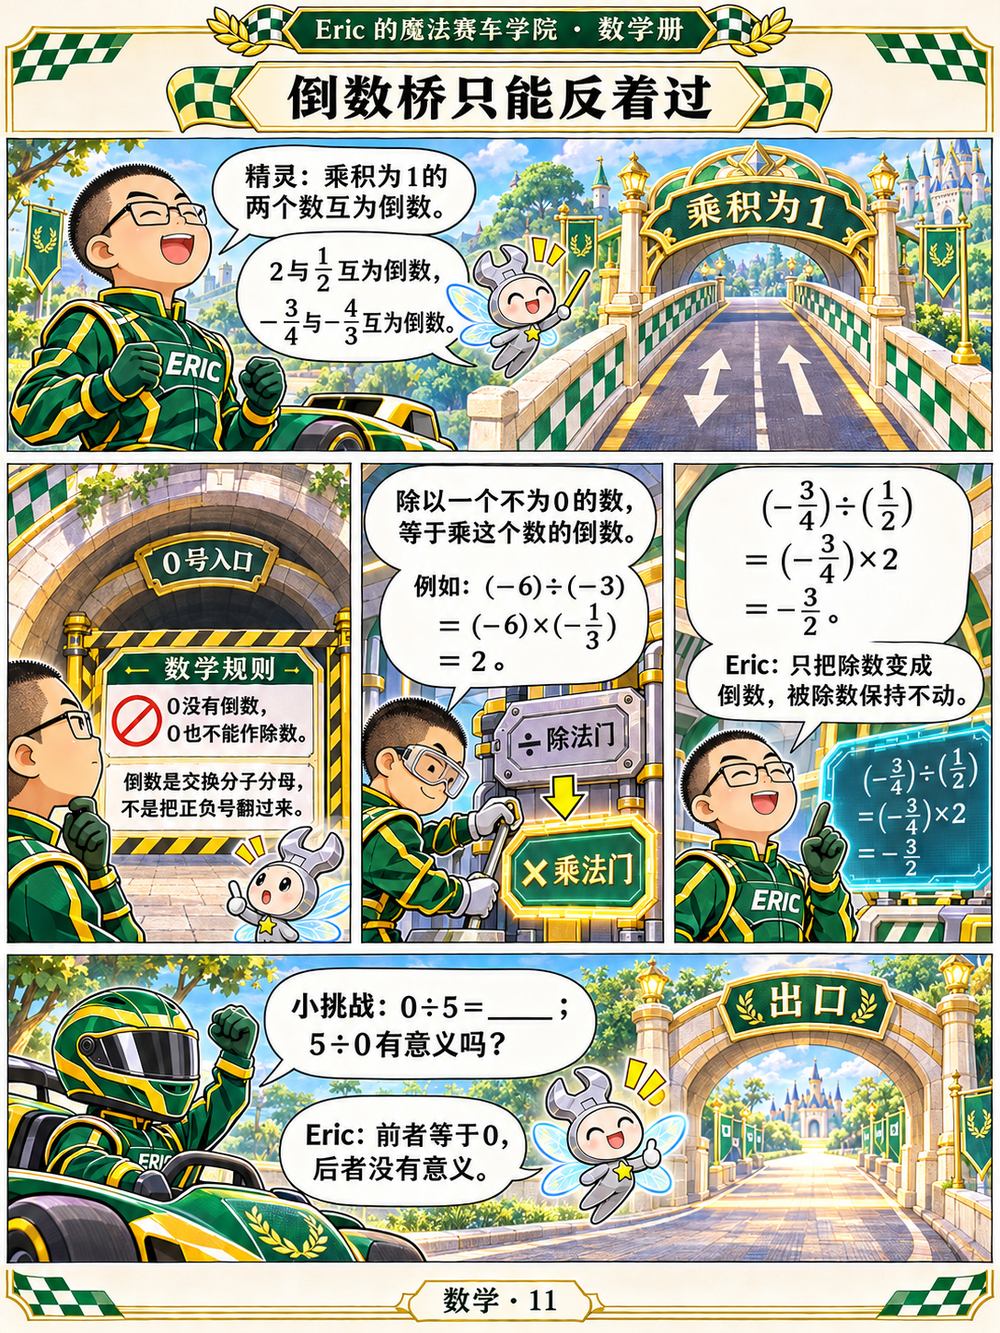 Eric 的魔法赛车学院 · 数学册
倒数桥只能反着过
精灵：乘积为1的
两个数互为倒数。
2与1/2互为倒数，
-3/4与-4/3互为倒数。
乘积为1
ERIC
0号入口
← 数学规则 →
0没有倒数，
0也不能作除数。
倒数是交换分子分母，
不是把正负号翻过来。
除以一个不为0的数，
等于乘这个数的倒数。
例如：(-6)÷(-3)
= (-6)×(-1/3)
= 2。
÷除法门
×乘法门
(-3/4)÷(1/2)
= (-3/4)×2
= -3/2。
Eric：只把除数变成
倒数，被除数保持不动。
(-3/4)÷(1/2)
=(-3/4)×2
=-3/2
ERIC
小挑战：0÷5=____；
5÷0有意义吗？
出口
Eric：前者等于0，
后者没有意义。
ERIC
数学 · 11